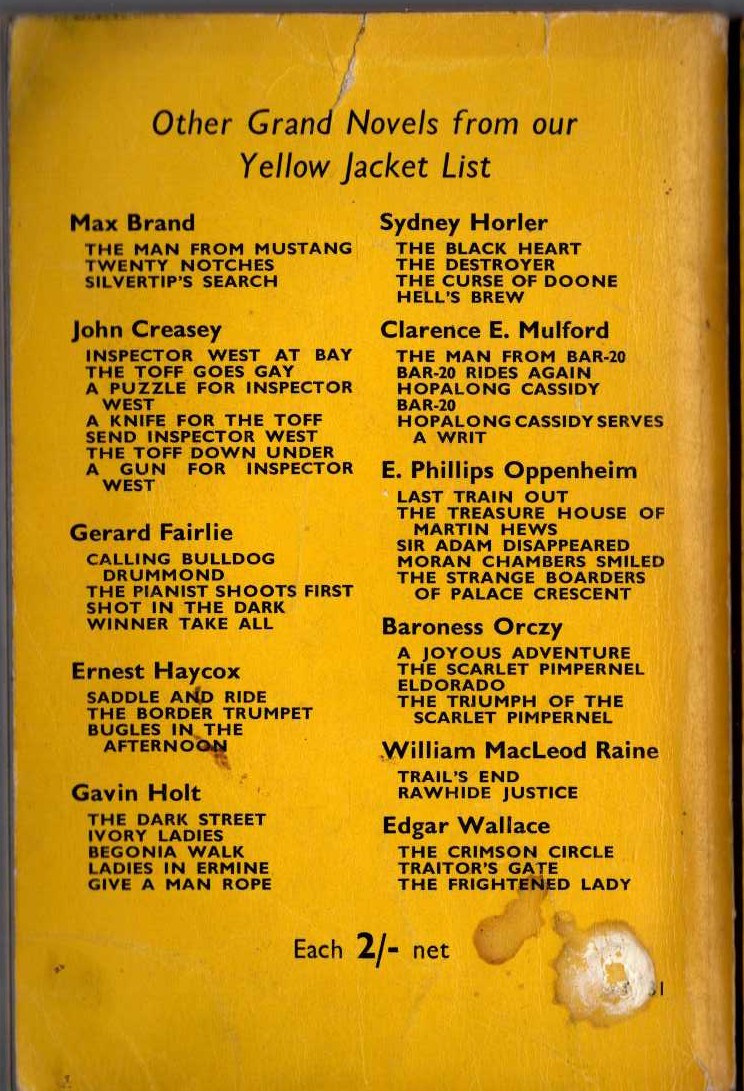 Other Grand Novels from our
Yellow Jacket List
Max Brand
THE MAN FROM MUSTANG
TWENTY NOTCHES
SILVERTIP'S SEARCH
John Creasey
INSPECTOR WEST AT BAY
THE TOFF GOES GAY
A PUZZLE FOR INSPECTOR
WEST
A KNIFE FOR THE TOFF
SEND INSPECTOR WEST
THE TOFF DOWN UNDER
A GUN FOR INSPECTOR
WEST
Gerard Fairlie
CALLING BULLDOG
DRUMMOND
THE PIANIST SHOOTS FIRST
SHOT IN THE DARK
WINNER TAKE ALL
Ernest Haycox
SADDLE AND RIDE
THE BORDER TRUMPET
BUGLES IN THE
AFTERNOON
Gavin Holt
THE DARK STREET
IVORY LADIES
BEGONIA WALK
LADIES IN ERMINE
GIVE A MAN ROPE
Sydney Horler
THE BLACK HEART
THE DESTROYER
THE CURSE OF DOONE
HELL'S BREW
Clarence E. Mulford
THE MAN FROM BAR-20
BAR-20 RIDES AGAIN
HOPALONG CASSIDY
BAR-20
HOPALONG CASSIDY SERVES
A WRIT
E. Phillips Oppenheim
LAST TRAIN OUT
THE TREASURE HOUSE OF
MARTIN HEWS
SIR ADAM DISAPPEARED
MORAN CHAMBERS SMILED
THE STRANGE BOARDERS
OF PALACE CRESCENT
Baroness Orczy
A JOYOUS ADVENTURE
THE SCARLET PIMPERNEL
ELDORADO
THE TRIUMPH OF THE
SCARLET PIMPERNEL
William MacLeod Raine
TRAIL'S END
RAWHIDE JUSTICE
Edgar Wallace
THE CRIMSON CIRCLE
TRAITOR'S GATE
THE FRIGHTENED LADY
Each 2/- net